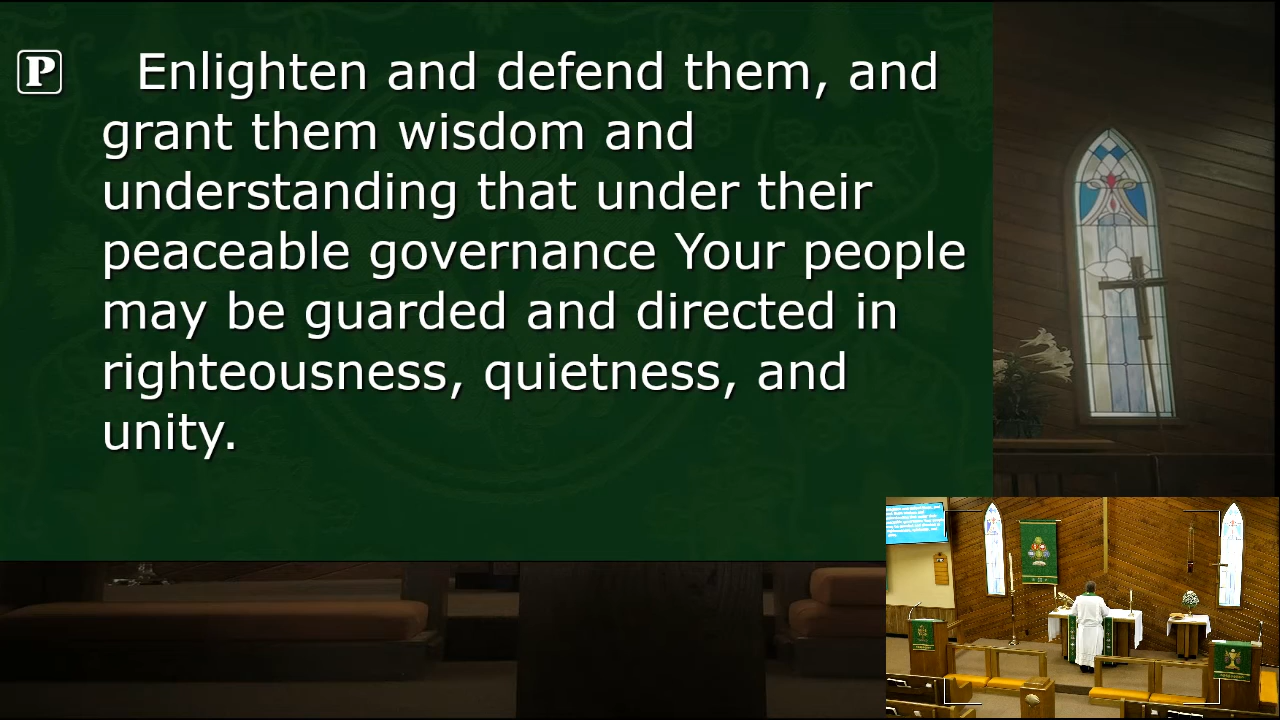 P Enlighten and defend them, and
grant them wisdom and
understanding that under their
peaceable governance Your people
may be guarded and directed in
righteousness, quietness, and
unity.